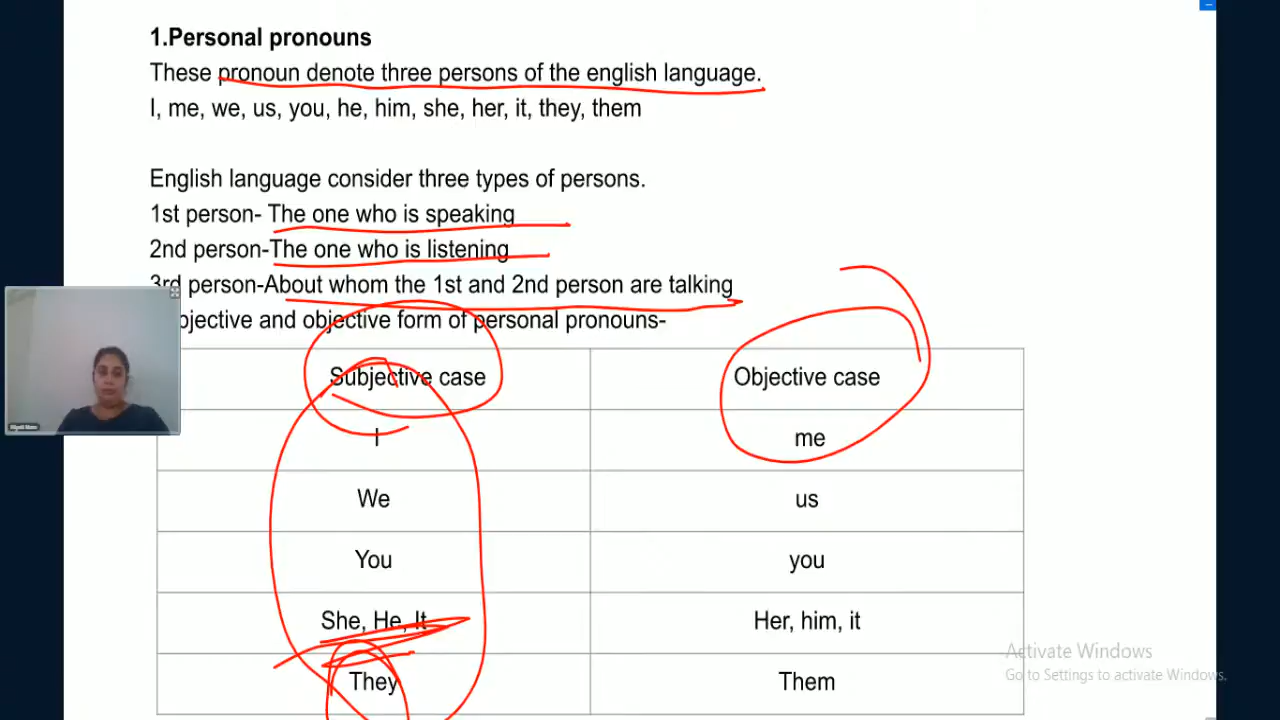 1.Personal pronouns
These pronoun denote three persons of the english language.
I, me, we, us, you, he, him, she, her, it, they, them
English language consider three types of persons.
1st person- The one who is speaking
2nd person-The one who is listening
3rd person-About whom the 1st and 2nd person are talking
and objective form of personal pronouns-
Subjective case Objective case
I me
We us
You you
She, He, It Her, him, it
They Them
Activate Windows
Go to Settings to activate Windows.